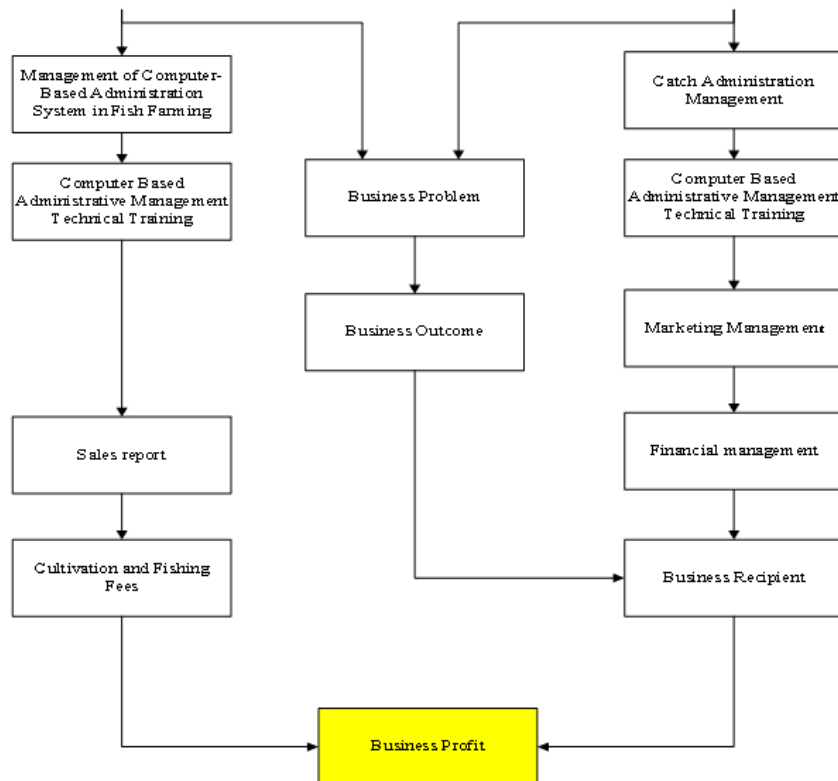 Management of Computer-
Based Administration
System in Fish Farming
Catch Administration
Management
Computer Based
Administrative Management
Technical Training
Business Problem
Computer Based
Administrative Management
Technical Training
Business Outcome
Marketing Management
Sales report
Financial management
Cultivation and Fishing
Fees
Business Recipient
Business Profit